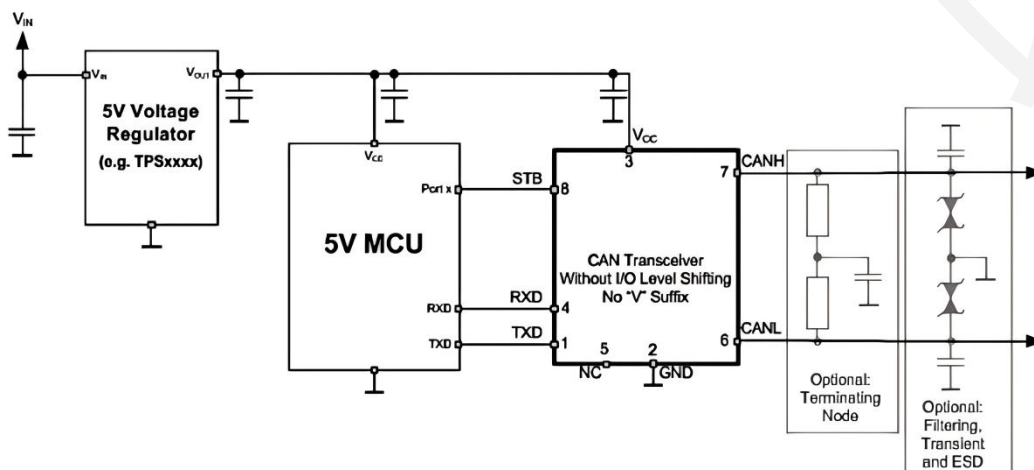 VIN
VIN
VOUT
5V Voltage
Regulator
(e.g. TPSxxxx)
VCC
3
VCC
7
CANH
Port x
STB
8
5V MCU
CAN Transceiver
Without I/O Level Shifting
No "V" Suffix
RXD
RXD
4
TXD
TXD
1
6
CANL
5
2
NC
GND
Optional:
Terminating
Node
Optional:
Filtering,
Transient
and ESD